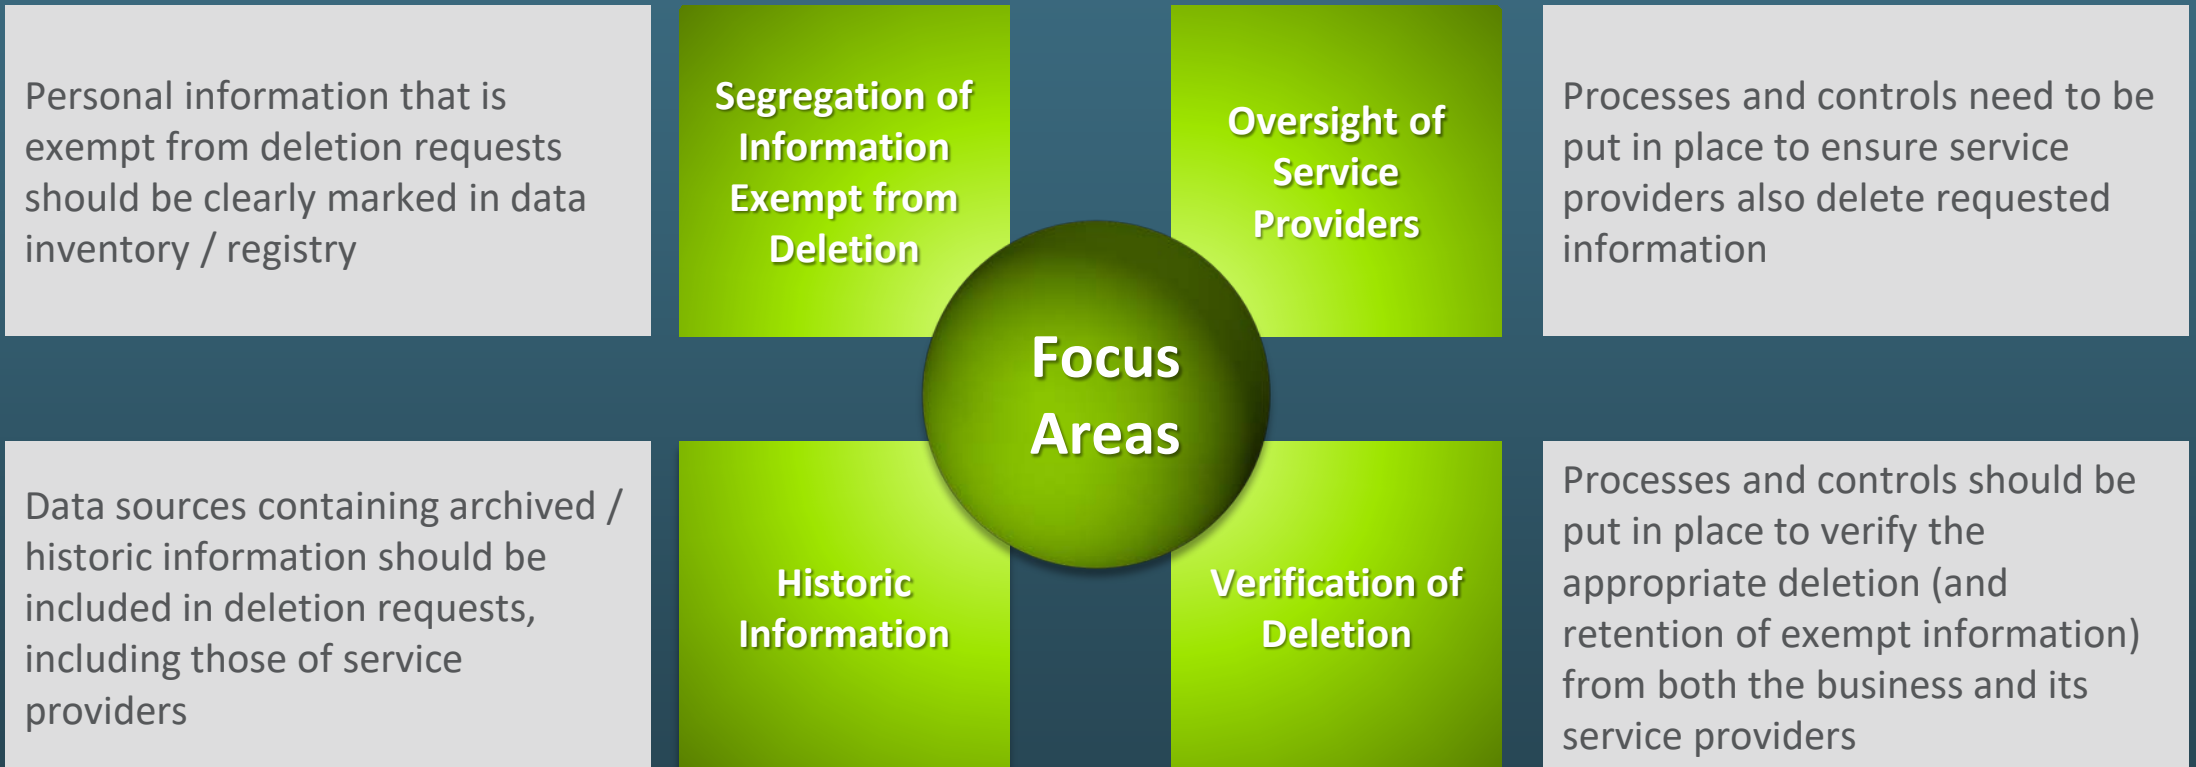 Personal information that is
exempt from deletion requests
should be clearly marked in data
inventory / registry
Segregation of
Information
Exempt from
Deletion
Oversight of
Service
Providers
Processes and controls need to be
put in place to ensure service
providers also delete requested
information
Focus
Areas
Data sources containing archived /
historic information should be
included in deletion requests,
including those of service
providers
Historic
Information
Verification of
Deletion
Processes and controls should be
put in place to verify the
appropriate deletion (and
retention of exempt information)
from both the business and its
service providers